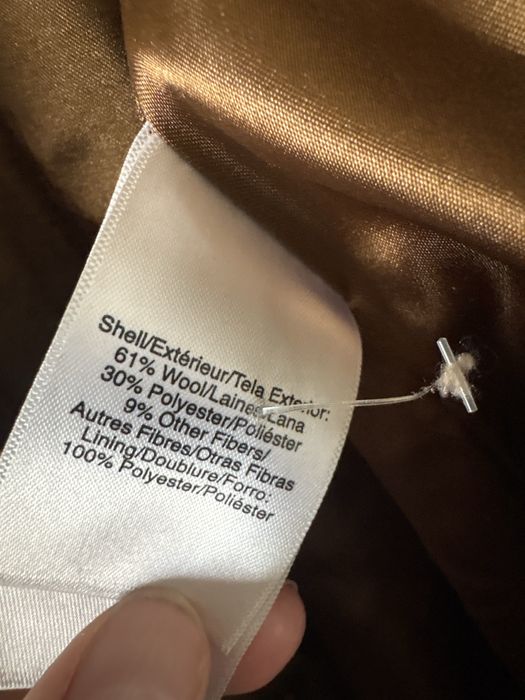 Shell/Extérieur/Tela Exterior:
61% Wool/Laine/Lana
30% Polyester/Poliéster
9% Other Fibers/
Autres Fibres/Otras Fibras
Lining/Doublure/Forro:
100% Polyester/Poliéster